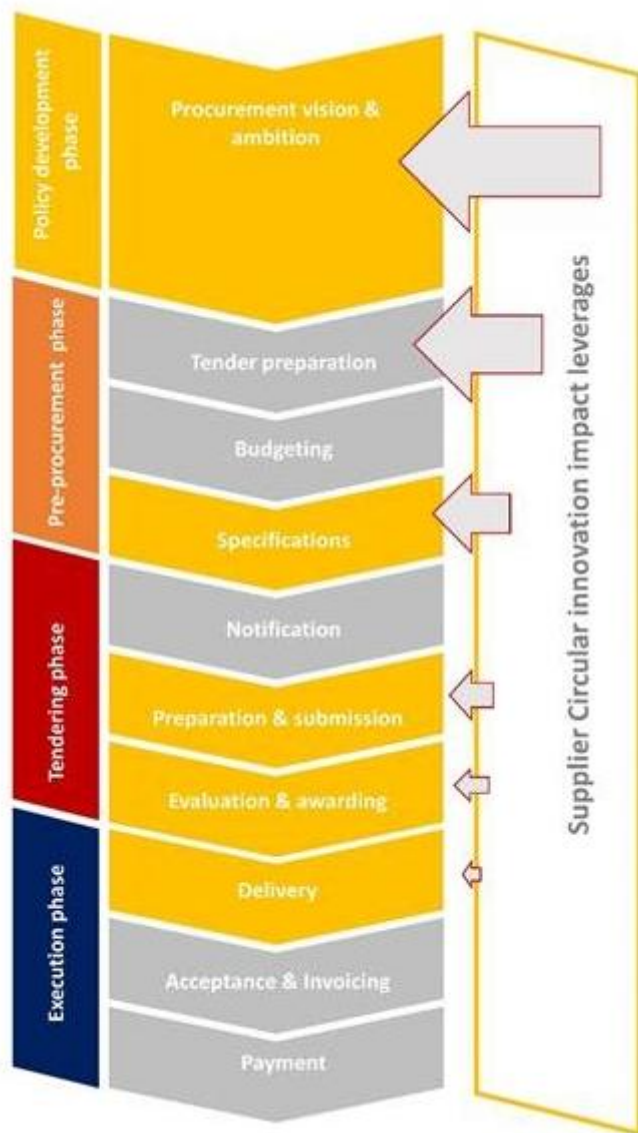 Policy development
phase
Procurement vision &
ambition
Pre-procurement phase
Tender preparation
Budgeting
Specifications
Tendering phase
Notification
Preparation & submission
Evaluation & awarding
Execution phase
Delivery
Acceptance & Invoicing
Payment
Supplier Circular innovation impact leverages